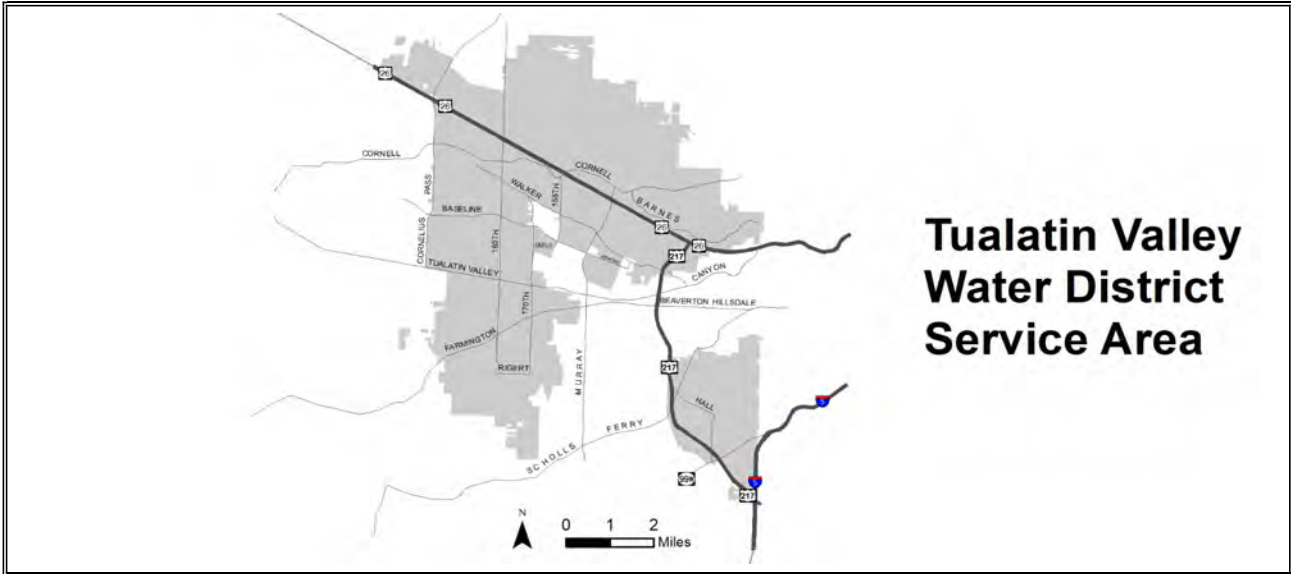 26
26
CORNELL
CORNELL
PASS
WALKER
158TH
BARNES
BASELINE
CORNELIUS
185TH
26
26
217
TUALATIN VALLEY
CANYON
170TH
BEAVERTON HILLSDALE
FARMINGTON
RIGERT
MURRAY
217
HALL
5
SCHOLLS FERRY
99W
5
217
N
0 1 2
Miles
Tualatin Valley
Water District
Service Area